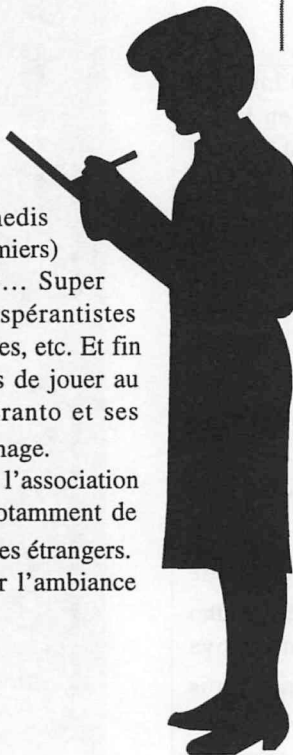 nedis
miers)
… Super
spérantistes
es, etc. Et fin
s de jouer au
ranto et ses
nage.
l'association
otamment de
es étrangers.
r l'ambiance